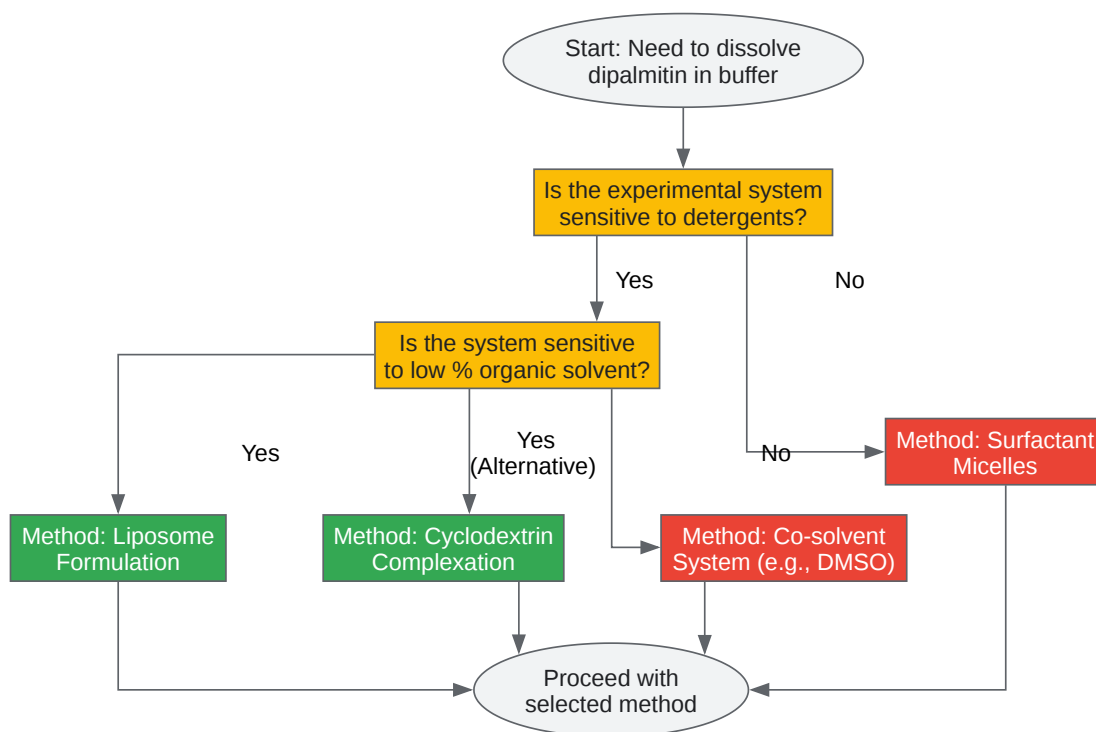 Start: Need to dissolve
dipalmitin in buffer
Is the experimental system
sensitive to detergents?
Yes
No
Is the system sensitive
to low % organic solvent?
Yes
Yes
(Alternative)
No
Method: Surfactant
Micelles
Method: Liposome
Formulation
Method: Cyclodextrin
Complexation
Method: Co-solvent
System (e.g., DMSO)
Proceed with
selected method